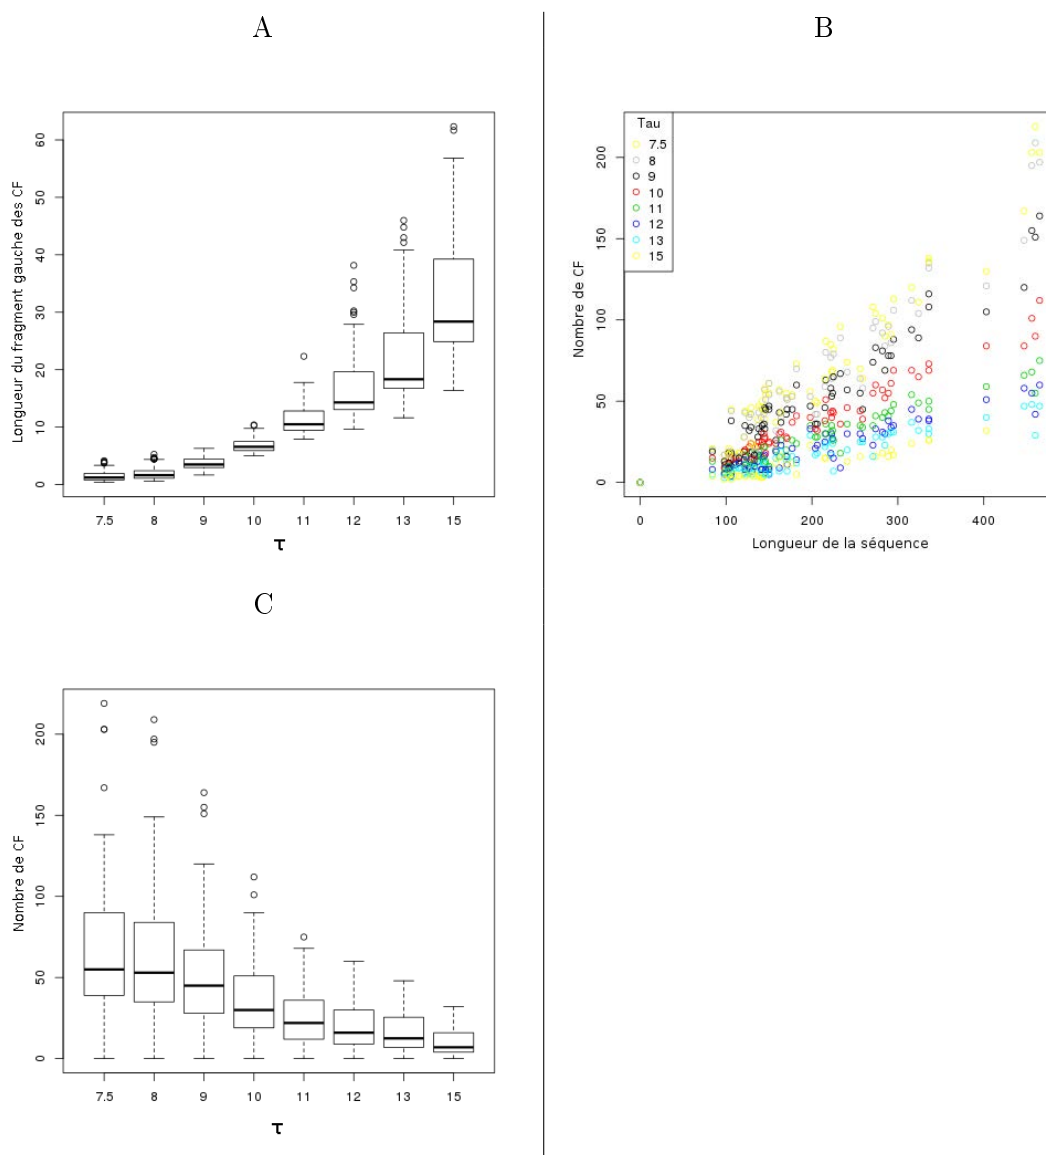 A
Longueur du fragment gauche des CF
60
50
40
30
20
10
0
7.5 8 9 10 11 12 13 15
τ
B
Nombre de CF
200
150
100
50
0
Tau
7.5
8
9
10
11
12
13
15
0 100 200 300 400
Longueur de la séquence
C
Nombre de CF
200
150
100
50
0
7.5 8 9 10 11 12 13 15
τ